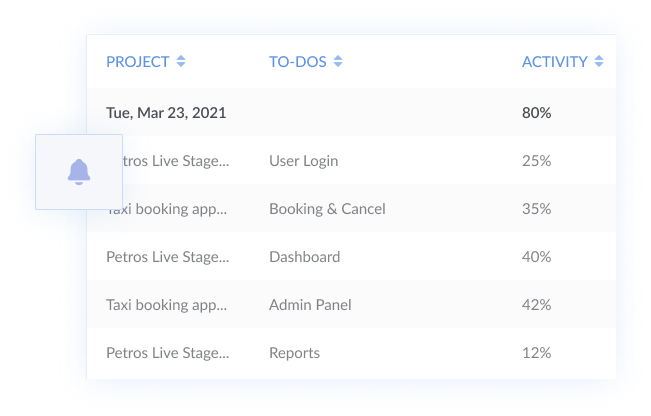 PROJECT TO-DOS ACTIVITY
Tue, Mar 23, 2021 80%
tros Live Stage... User Login 25%
Taxi booking app... Booking & Cancel 35%
Petros Live Stage... Dashboard 40%
Taxi booking app... Admin Panel 42%
Petros Live Stage... Reports 12%